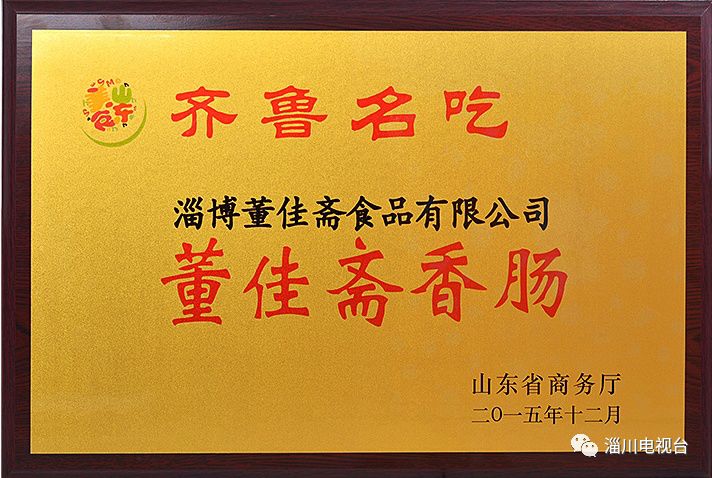 齐鲁名吃
淄博董佳斋食品有限公司
董佳斋香肠
山东省商务厅
二〇一五年十二月
淄川电视台